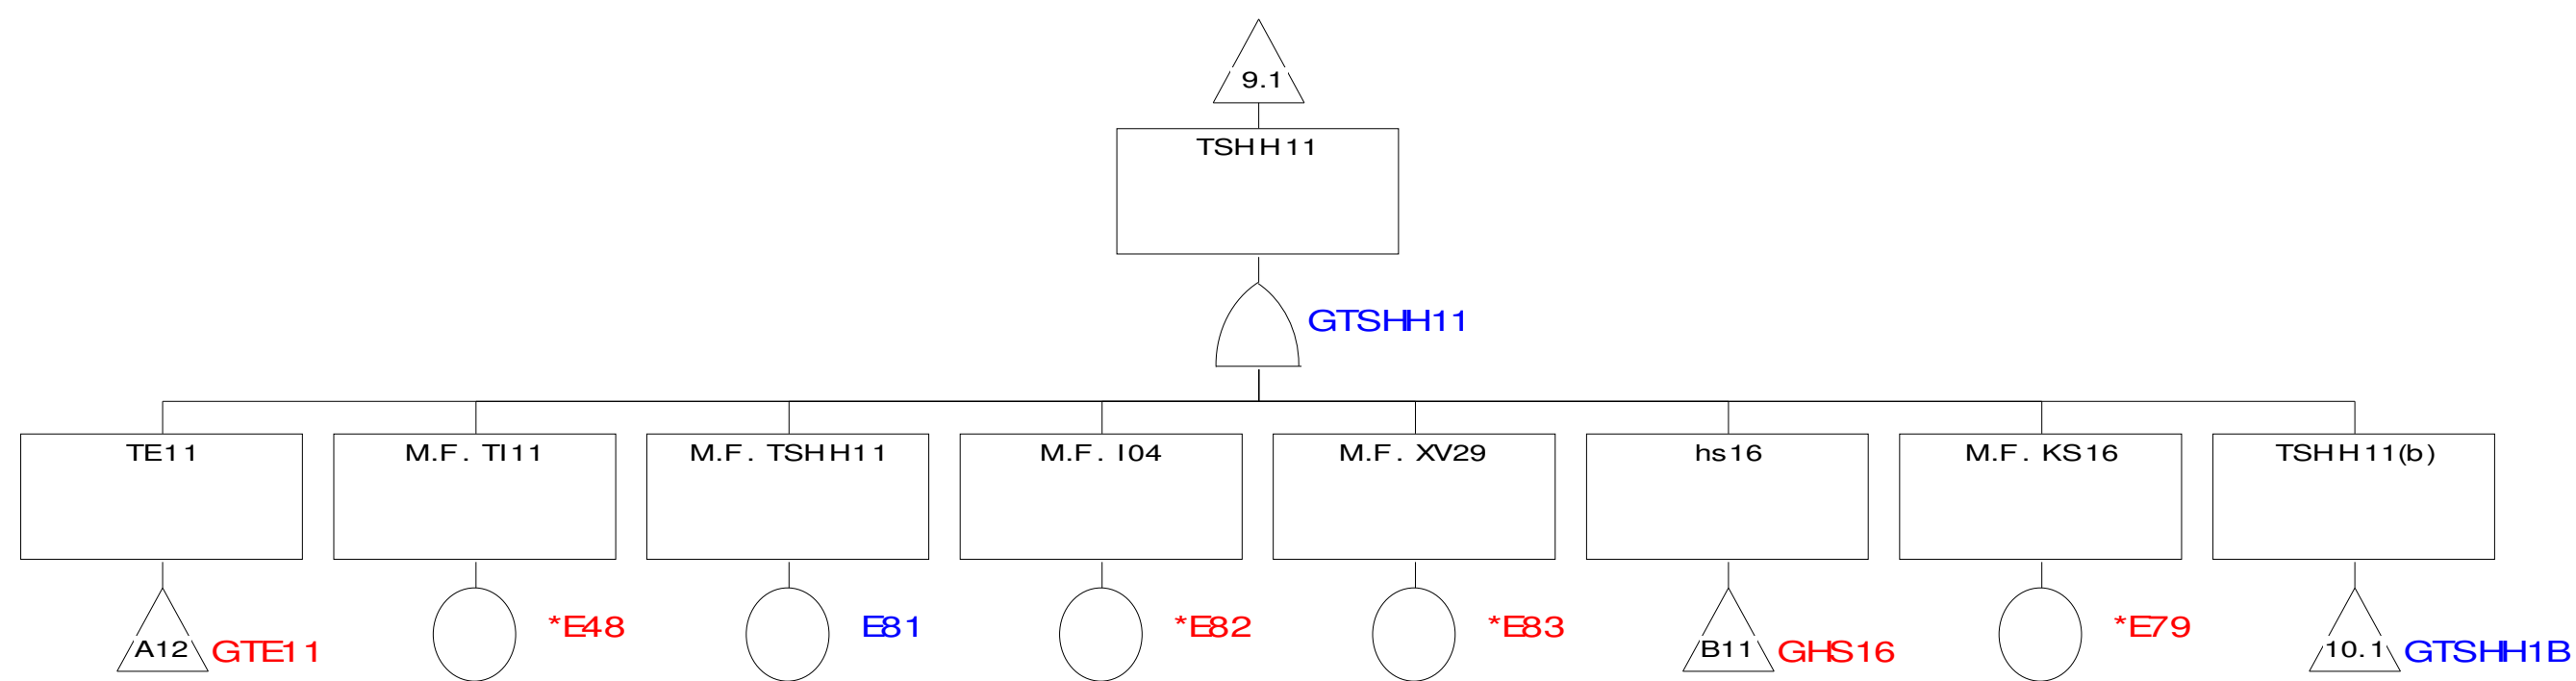 9.1
TSHH11
GTSHH11
TE11
M.F. TI11
M.F. TSHH11
M.F. I04
M.F. XV29
hs16
M.F. KS16
TSHH11(b)
A12
GTE11
*E48
E81
*E82
*E83
B11
GHS16
*E79
10.1
GTSHH1B